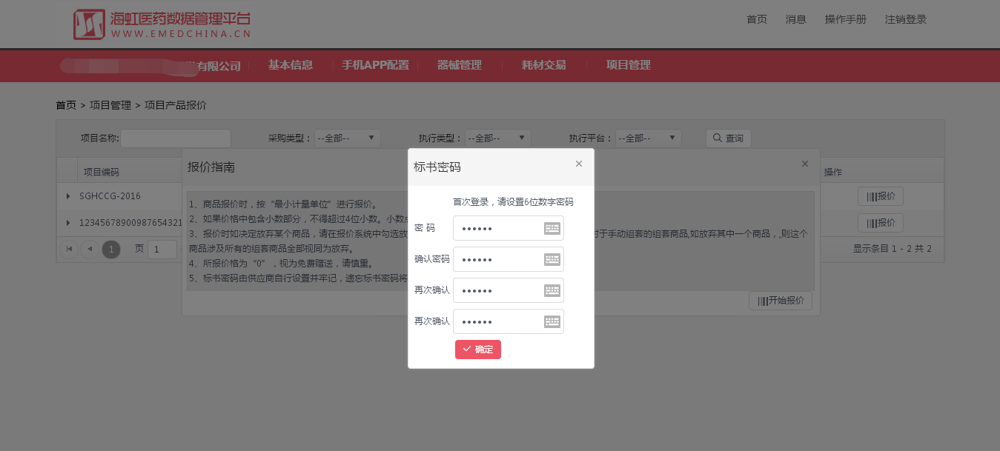 海虹医药数据管理平台
WWW.EMEDCHINA.CN
首页 消息 操作手册 注销登录
有限公司 基本信息 手机APP配置 器械管理 耗材交易 项目管理
首页 > 项目管理 > 项目产品报价
项目名称: 采购类型： --全部-- 执行类型： --全部-- 执行平台： --全部-- 查询
项目编码 操作
SGHCCG-2016 报价
12345678900987654321 报价
1 页 1 显示条目 1 - 2 共 2
报价指南
1、商品报价时，按“最小计量单位”进行报价。
2、如果价格中包含小数部分，不得超过4位小数。小数
3、报价时如决定放弃某个商品，请在报价系统中勾选放 于手动组套的组套商品,如放弃其中一个商品，,则这个
商品涉及所有的组套商品全部视同为放弃。
4、所报价格为“0”，视为免费赠送，请慎重。
5、标书密码由供应商自行设置并牢记，遗忘标书密码将
开始报价
标书密码
首次登录，请设置6位数字密码
密 码
确认密码
再次确认
再次确认
确定